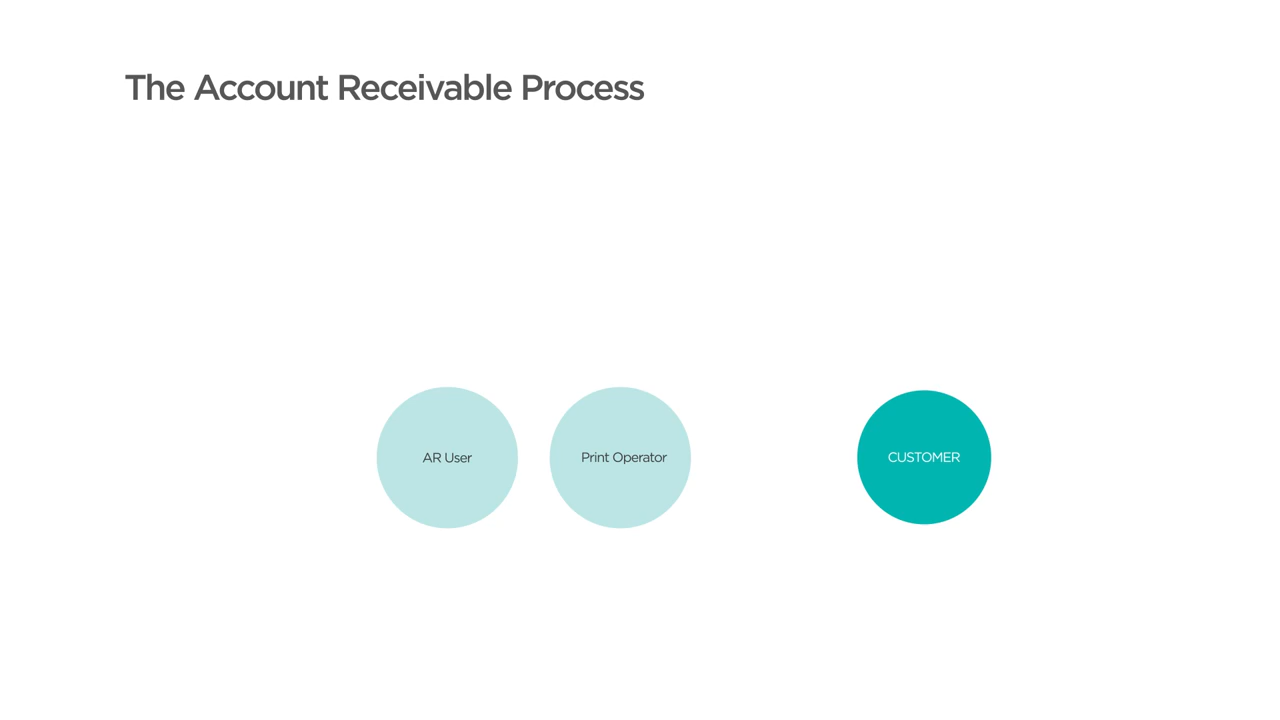 The Account Receivable Process
AR User
Print Operator
CUSTOMER